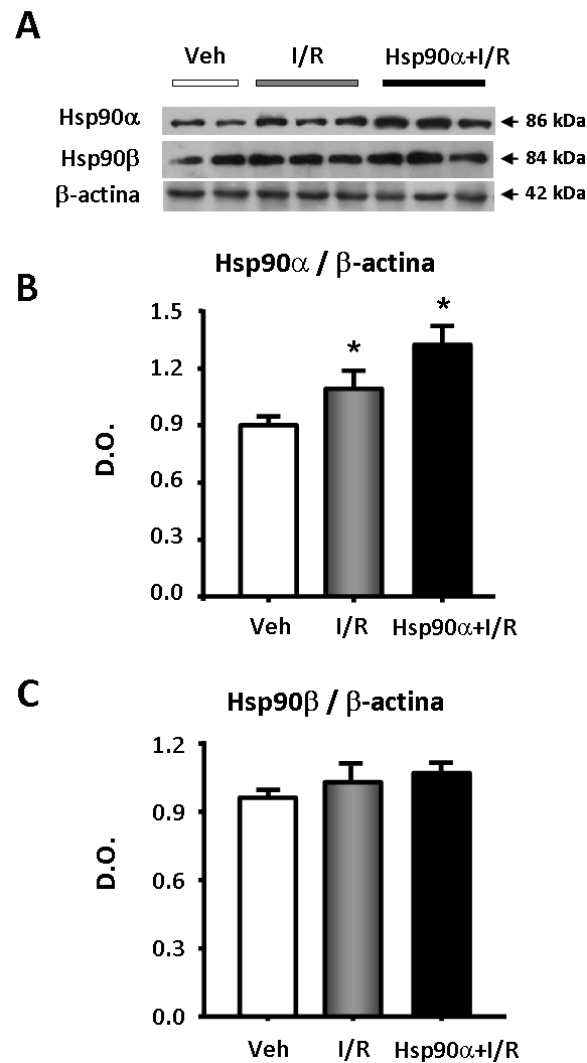 A
Veh I/R Hsp90α+I/R
Hsp90α 86 kDa
Hsp90β 84 kDa
β-actina 42 kDa
B
Hsp90α / β-actina
1.5
1.2
0.9
0.6
0.3
0.0
D.O.
* *
Veh I/R Hsp90α+I/R
C
Hsp90β / β-actina
1.2
0.9
0.6
0.3
0.0
D.O.
Veh I/R Hsp90α+I/R